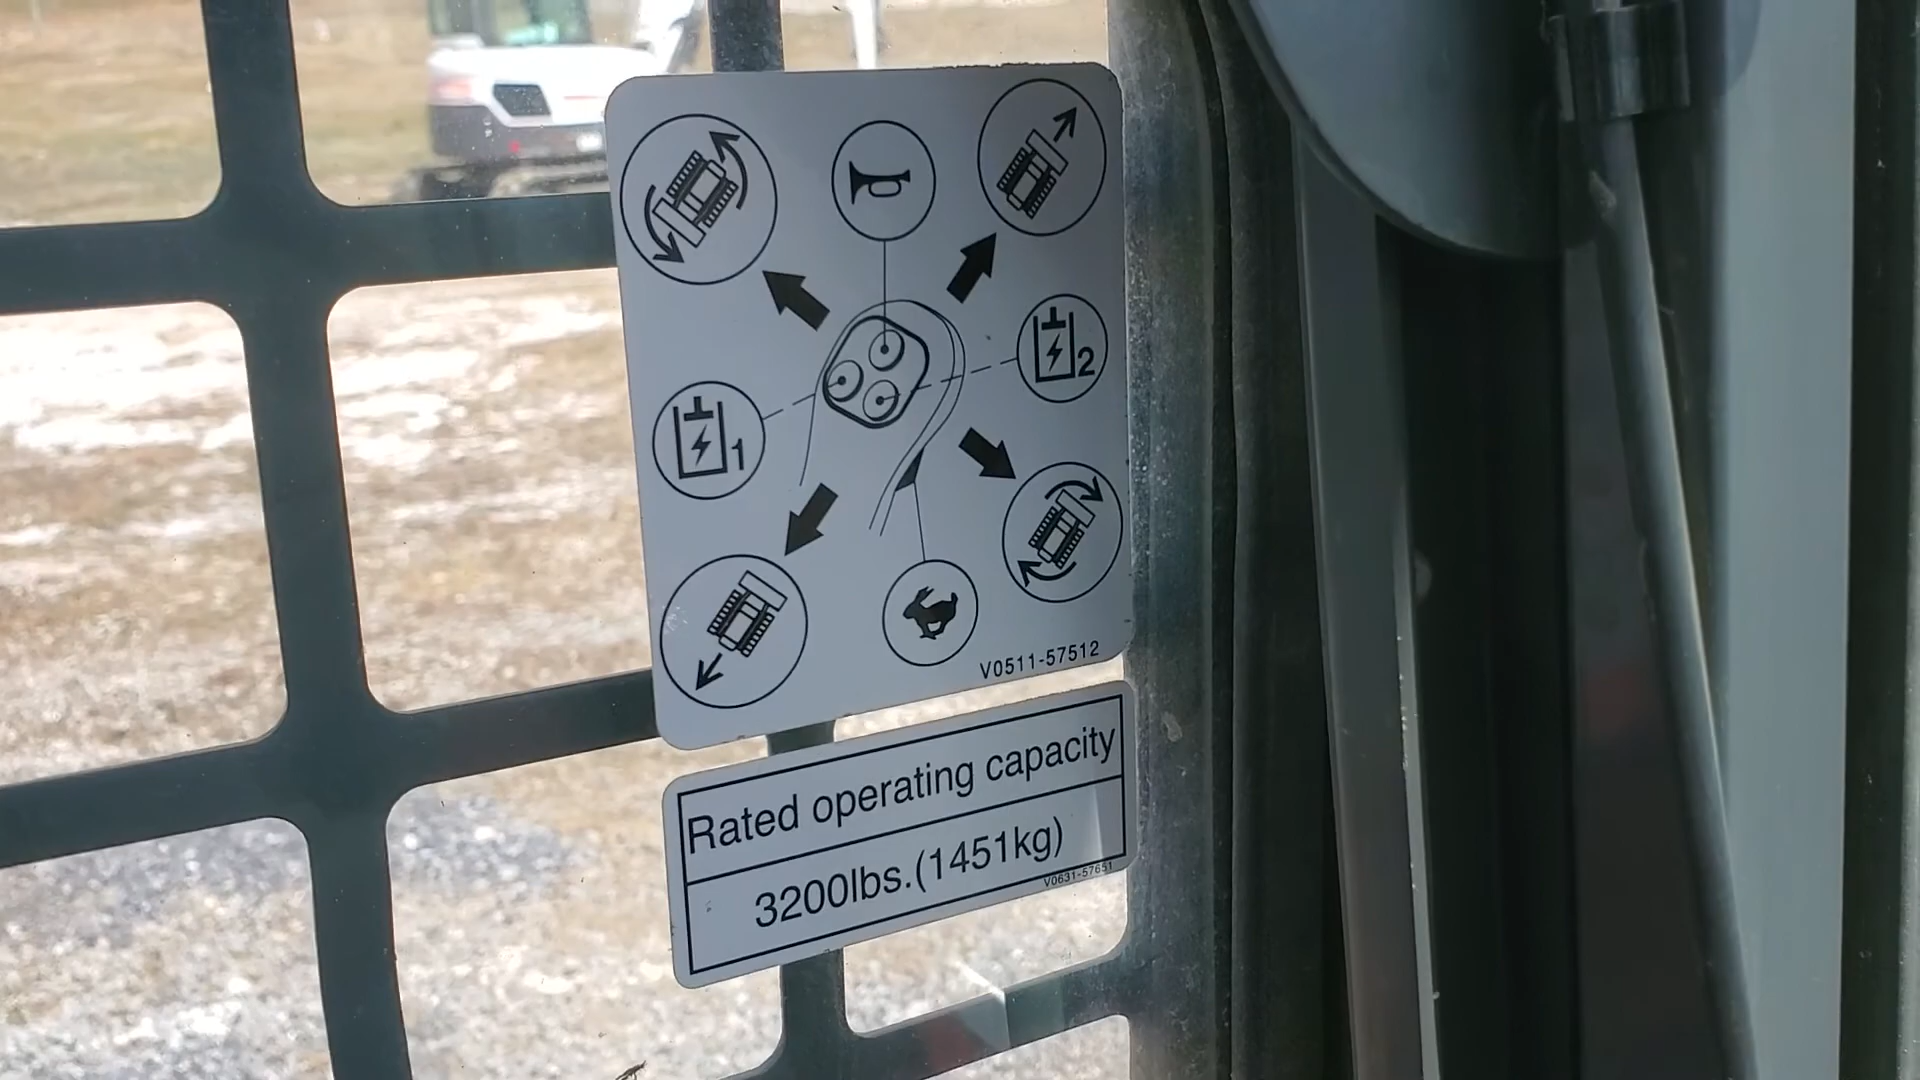 2
1
V0511-57512
Rated operating capacity
3200lbs.(1451kg)
V0631-57651